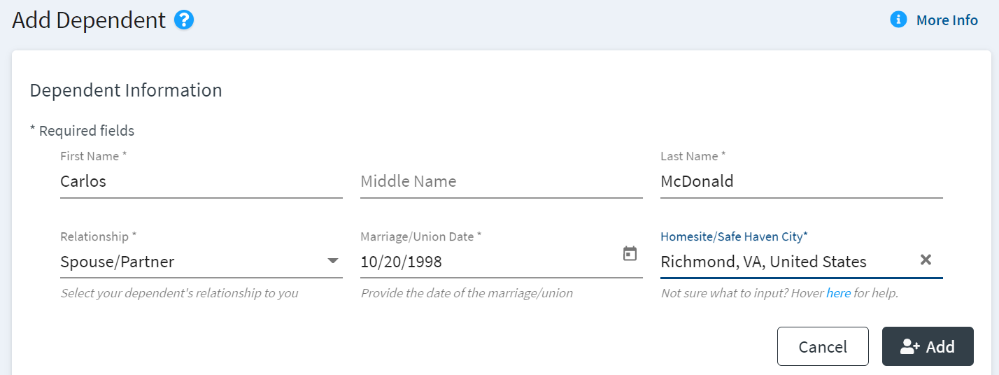 Add Dependent ?
More Info
Dependent Information
* Required fields
First Name *
Carlos
Middle Name
Last Name *
McDonald
Relationship *
Spouse/Partner
Select your dependent's relationship to you
Marriage/Union Date *
10/20/1998
Provide the date of the marriage/union
Homesite/Safe Haven City*
Richmond, VA, United States
Not sure what to input? Hover here for help.
Cancel
Add